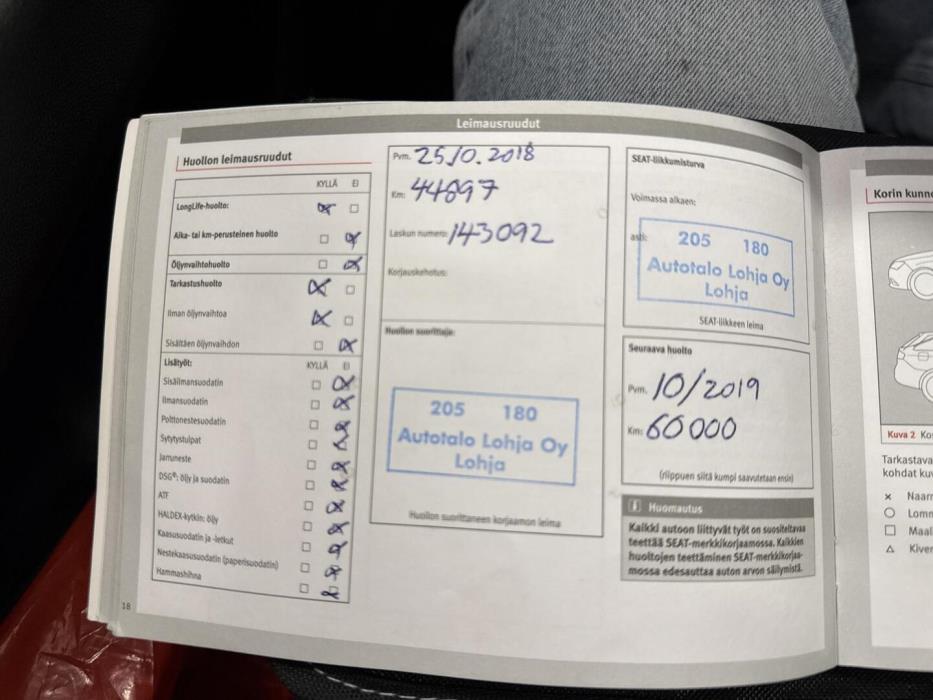 Leimausruudut
Huollon leimausruudut
KYLLÄ EI
LongLife-huolto:
Aika- tai km-perusteinen huolto
Öljynvaihtohuolto
Tarkastushuolto
Ilman öljynvaihtoa
Sisältäen öljynvaihdon
Lisätyöt: KYLLÄ EI
Sisäilmansuodatin
Ilmansuodatin
Polttonestesuodatin
Sytytystulpat
Jarruneste
DSG®: öljy ja suodatin
ATF
HALDEX-kytkin: öljy
Kaasusuodatin ja -letkut
Nestekaasusuodatin (paperisuodatin)
Hammashihna
18
Pvm. 25/0.2018
Km: 44897
Laskun numero: 143092
Korjauskehotus:
Huollon suorittaja:
205 180
Autotalo Lohja Oy
Lohja
Huollon suorittaneen korjaamon leima
SEAT-liikkumisturva
Voimassa alkaen:
asti:
205 180
Autotalo Lohja Oy
Lohja
SEAT-liikkeen leima
Seuraava huolto
Pvm. 10/2019
Km: 60000
(riippuen siitä kumpi saavutetaan ensin)
Huomautus
Kaikki autoon liittyvät työt on suositeltavaa
teettää SEAT-merkkikorjaamossa. Kaikkien
huoltojen teettäminen SEAT-merkkikorjaa-
mossa edesauttaa auton arvon säilymistä.
Korin kunne
Kuva 2 Ko
Tarkastava
kohdat kuv
× Naarm
○ Lomm
□ Maal
△ Kiver